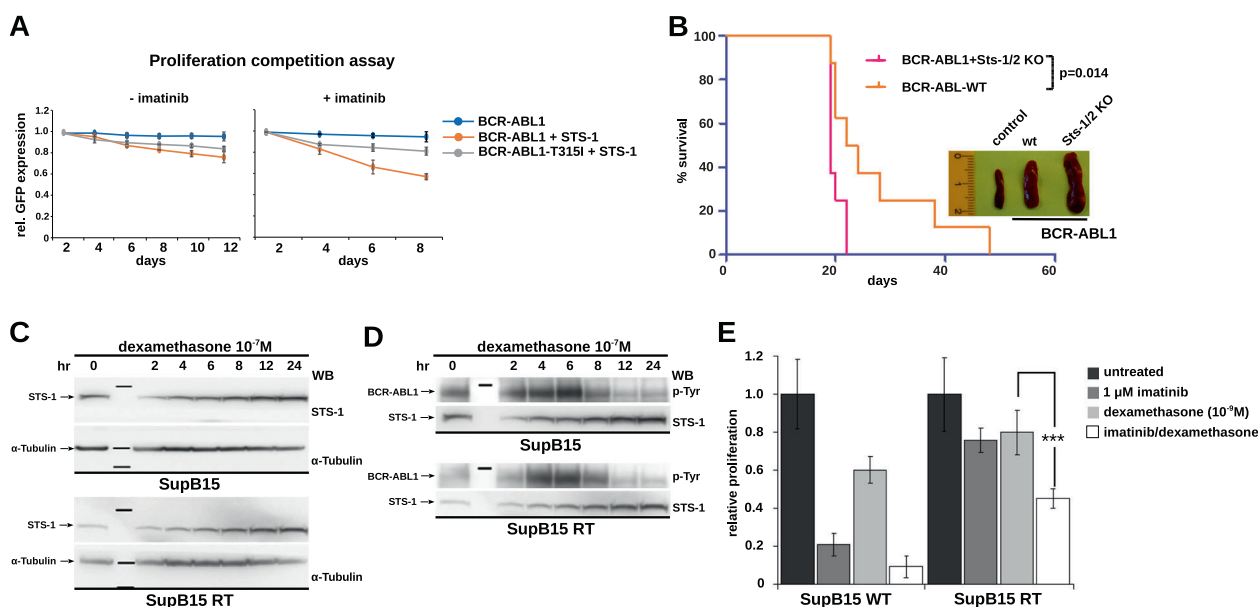 A
Proliferation competition assay
- imatinib
+ imatinib
rel. GFP expression
1.2
1.0
0.8
0.6
0.4
0.2
0
2 4 6 8 10 12
days
2 4 6 8
days
BCR-ABL1
BCR-ABL1 + STS-1
BCR-ABL1-T315I + STS-1
B
% survival
100
80
60
40
20
0
0 20 40 60
days
BCR-ABL1+Sts-1/2 KO
BCR-ABL-WT
p=0.014
control
wt
Sts-1/2 KO
0
1
2
BCR-ABL1
C
dexamethasone 10-7M
hr 0 2 4 6 8 12 24
WB
STS-1
STS-1
α-Tubulin
α-Tubulin
SupB15
STS-1
α-Tubulin
α-Tubulin
SupB15 RT
D
dexamethasone 10-7M
hr 0 2 4 6 8 12 24
WB
BCR-ABL1
p-Tyr
STS-1
STS-1
SupB15
BCR-ABL1
p-Tyr
STS-1
STS-1
SupB15 RT
E
relative proliferation
1.2
1.0
0.8
0.6
0.4
0.2
0
SupB15 WT
SupB15 RT
***
untreated
1 µM imatinib
dexamethasone (10-9M)
imatinib/dexamethasone